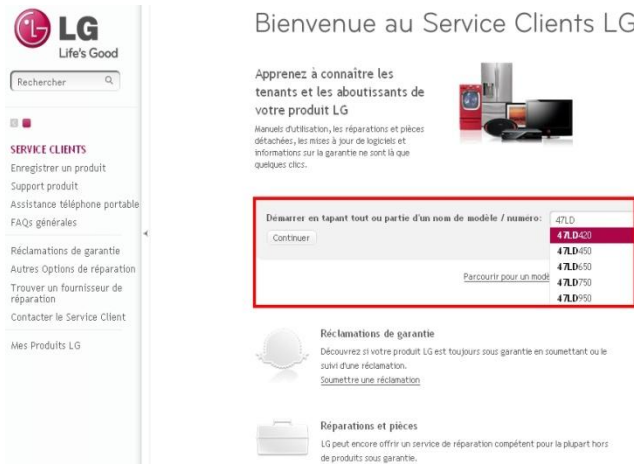 LG
Life's Good
Rechercher
SERVICE CLIENTS
Enregistrer un produit
Support produit
Assistance téléphone portable
FAQs générales
Réclamations de garantie
Autres Options de réparation
Trouver un fournisseur de
réparation
Contacter le Service Client
Mes Produits LG
Bienvenue au Service Clients LG
Apprenez à connaître les
tenants et les aboutissants de
votre produit LG
Manuels d'utilisation, les réparations et pièces
détachées, les mises à jour de logiciels et
informations sur la garantie ne sont là que
quelques clics.
Démarrer en tapant tout ou partie d'un nom de modèle / numéro: 47LD
Continuer
47LD420
47LD450
47LD650
47LD750
47LD950
Parcourir pour un modè
Réclamations de garantie
Découvrez si votre produit LG est toujours sous garantie en soumettant ou le
suivi d'une réclamation.
Soumettre une réclamation
Réparations et pièces
LG peut encore offrir un service de réparation compétent pour la plupart hors
de produits sous garantie.